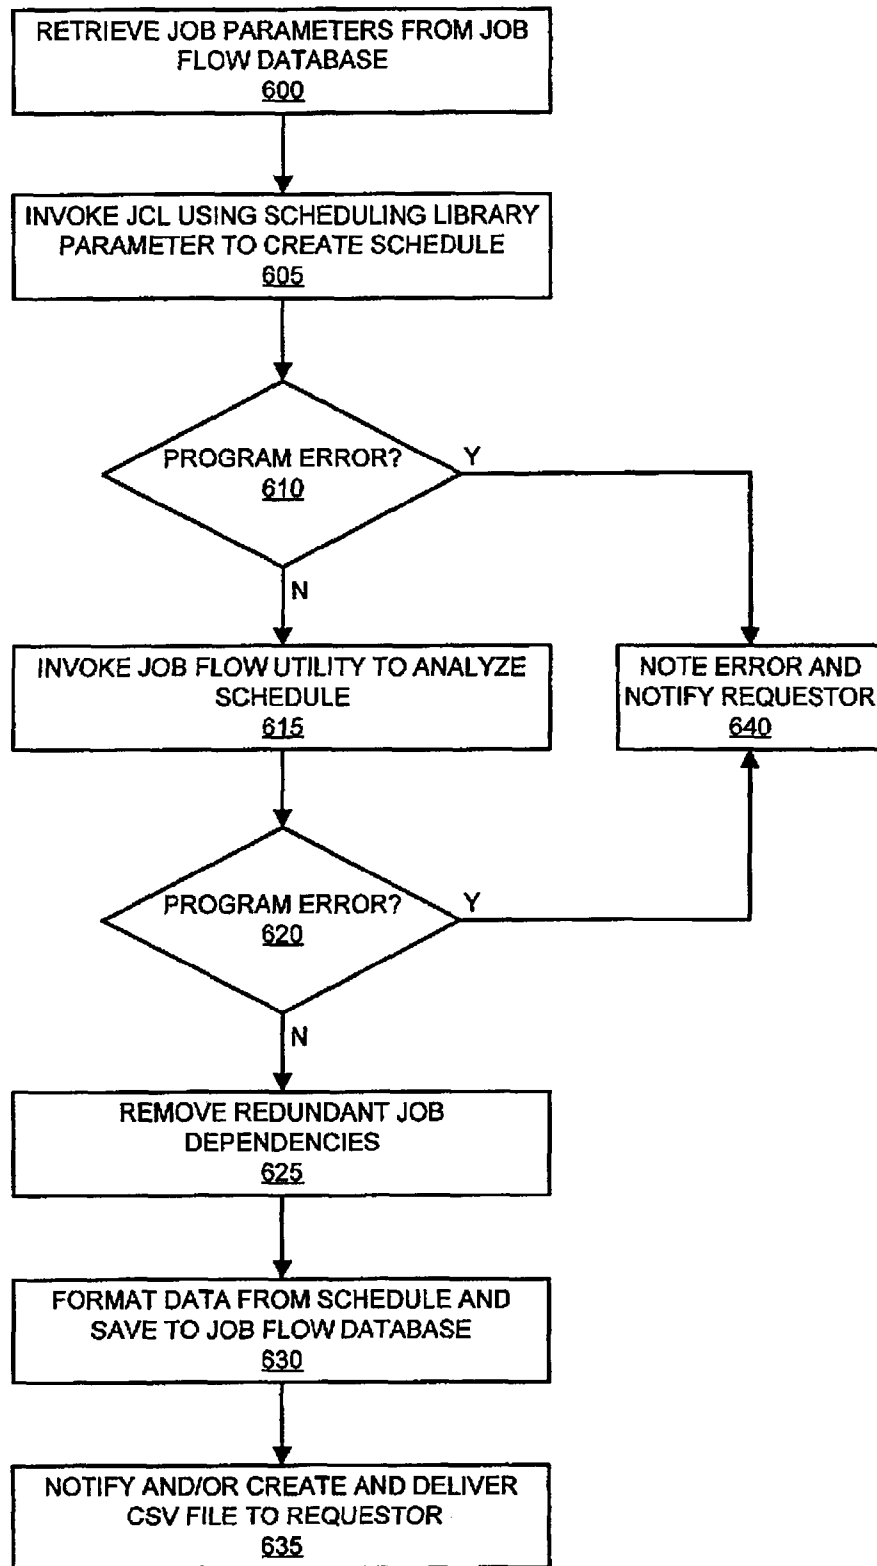 RETRIEVE JOB PARAMETERS FROM JOB
FLOW DATABASE
600
INVOKE JCL USING SCHEDULING LIBRARY
PARAMETER TO CREATE SCHEDULE
605
PROGRAM ERROR?
610
Y
N
INVOKE JOB FLOW UTILITY TO ANALYZE
SCHEDULE
615
NOTE ERROR AND
NOTIFY REQUESTOR
640
PROGRAM ERROR?
620
Y
N
REMOVE REDUNDANT JOB
DEPENDENCIES
625
FORMAT DATA FROM SCHEDULE AND
SAVE TO JOB FLOW DATABASE
630
NOTIFY AND/OR CREATE AND DELIVER
CSV FILE TO REQUESTOR
635